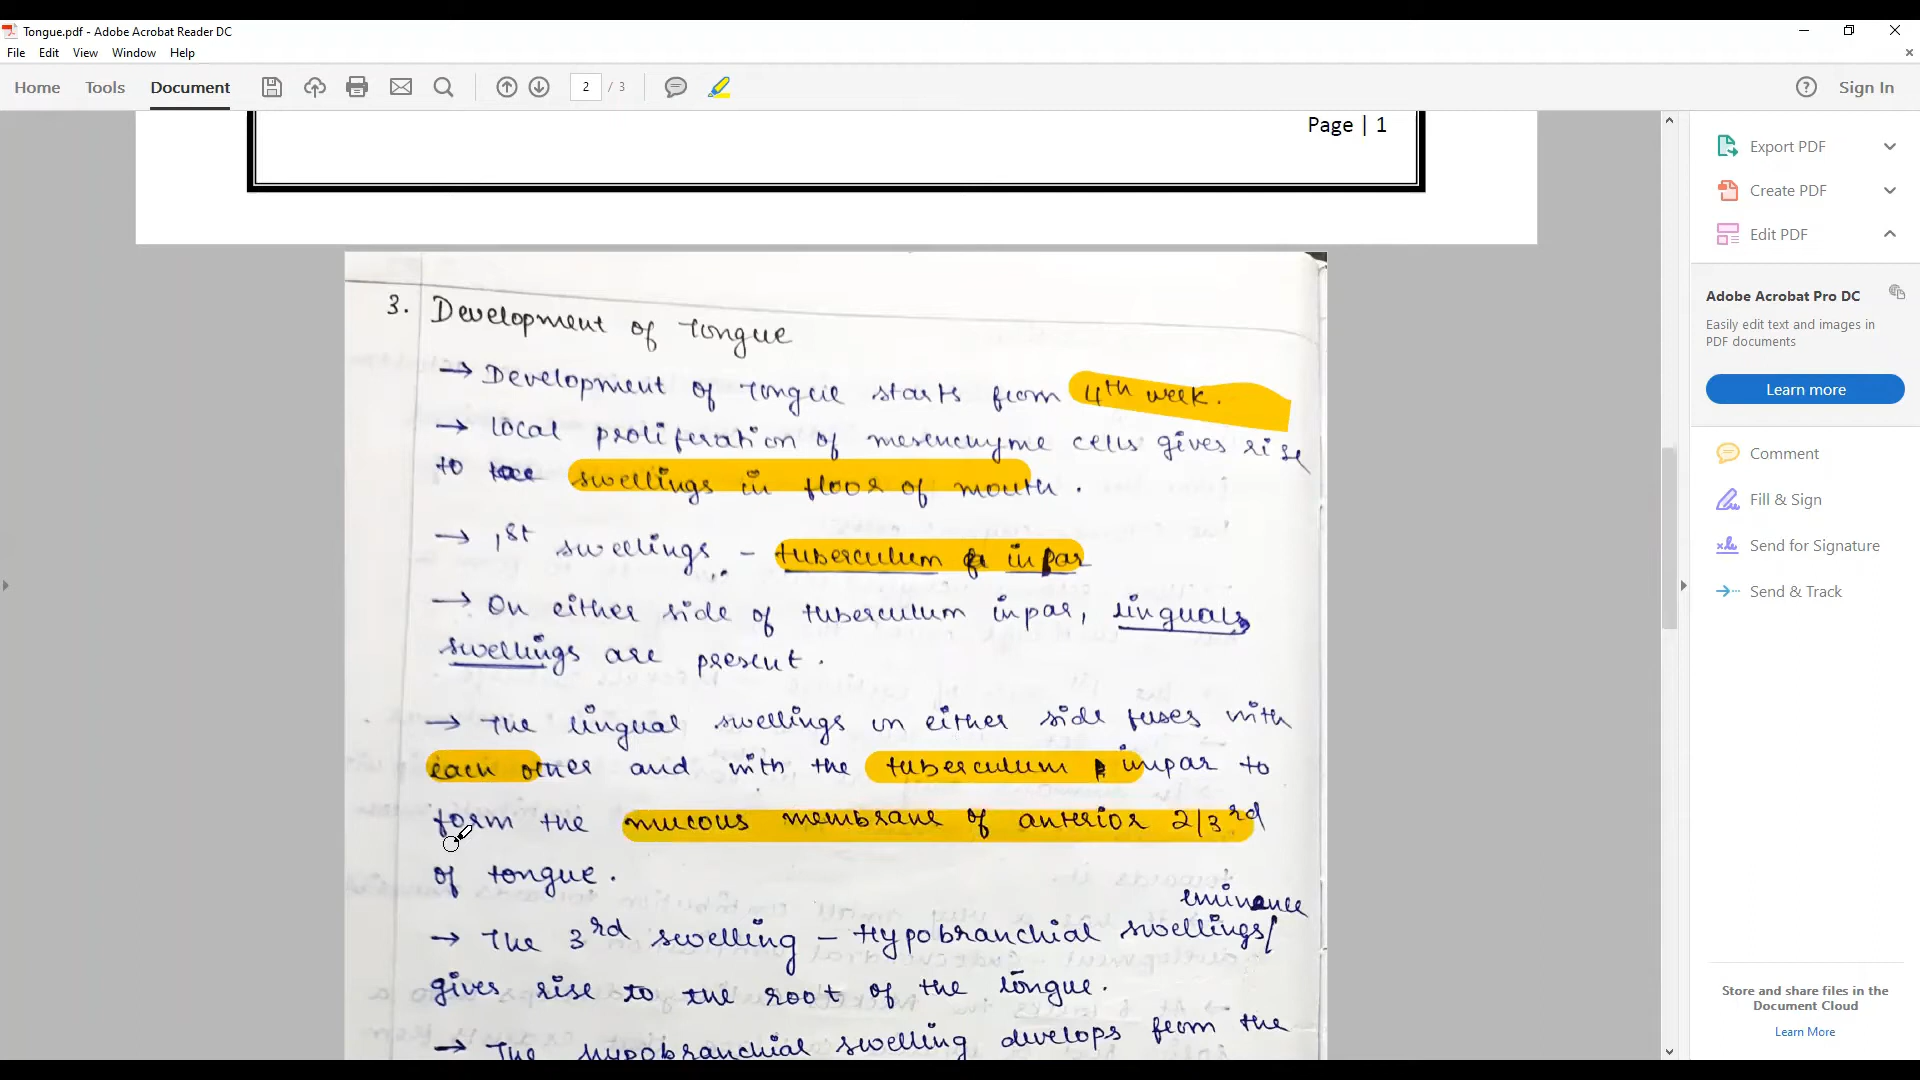 Tongue.pdf - Adobe Acrobat Reader DC
File Edit View Window Help
Home Tools Document 2 / 3 Sign In
Page | 1
3. Development of Tongue
→ Development of Tongue starts from 4th week.
→ Local proliferation of mesenchyme cells gives rise
to swellings in floor of mouth.
→ 1st swellings - tuberculum inpar
→ On either side of tuberculum inpar, linguals
swellings are present.
→ The lingual swellings on either side fuses with
each other and with the tuberculum impar to
form the mucous membrane of anterior 2/3rd
of tongue.
eminence
→ The 3rd swelling - Hypobranchial swellings/
gives rise to the root of the tongue.
→ The hypobranchial swelling develops from the
Export PDF
Create PDF
Edit PDF
Adobe Acrobat Pro DC
Easily edit text and images in
PDF documents
Learn more
Comment
Fill & Sign
Send for Signature
Send & Track
Store and share files in the
Document Cloud
Learn More